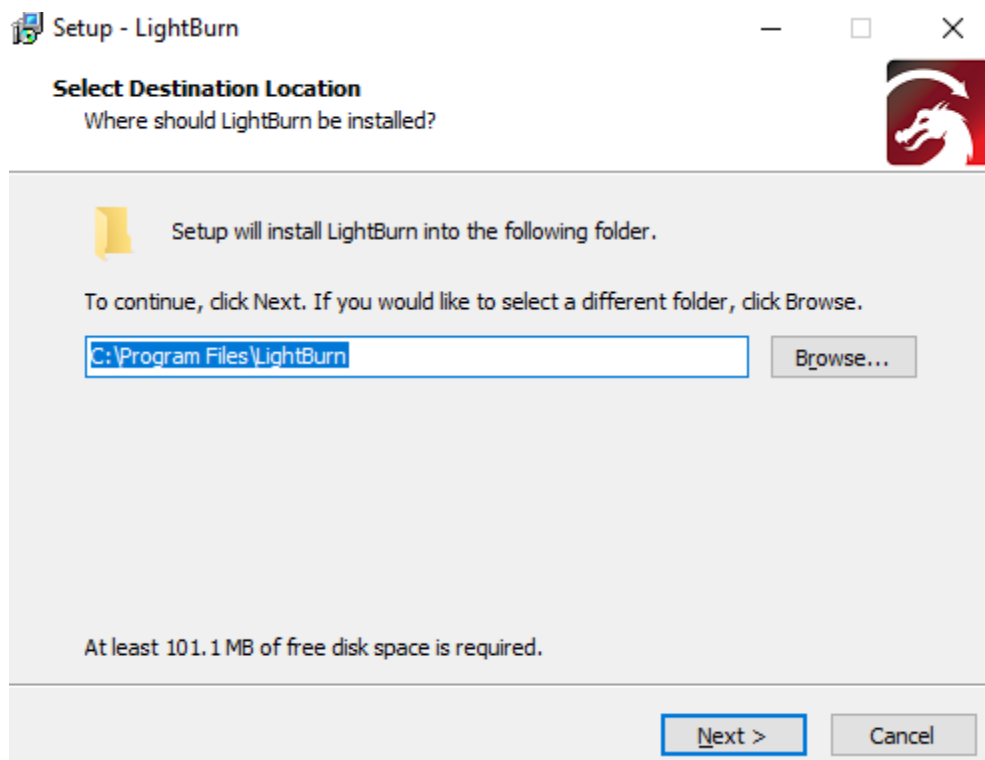 Setup - LightBurn
Select Destination Location
Where should LightBurn be installed?
Setup will install LightBurn into the following folder.
To continue, click Next. If you would like to select a different folder, click Browse.
C:\Program Files\LightBurn
Browse...
At least 101.1 MB of free disk space is required.
Next >
Cancel